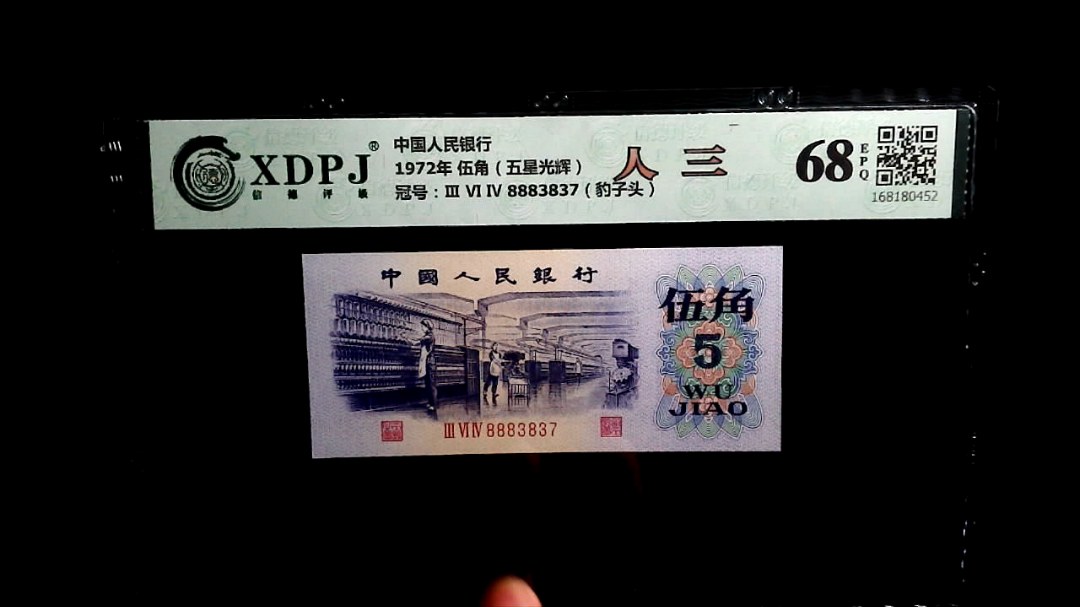 XDPJ®
信德评级
中国人民银行
1972年 伍角（五星光辉）
冠号：Ⅲ Ⅵ Ⅳ 8883837（豹子头）
人 三
68
EPQ
168180452
中國人民銀行
伍角
5
WU
JIAO
Ⅲ Ⅵ Ⅳ 8883837